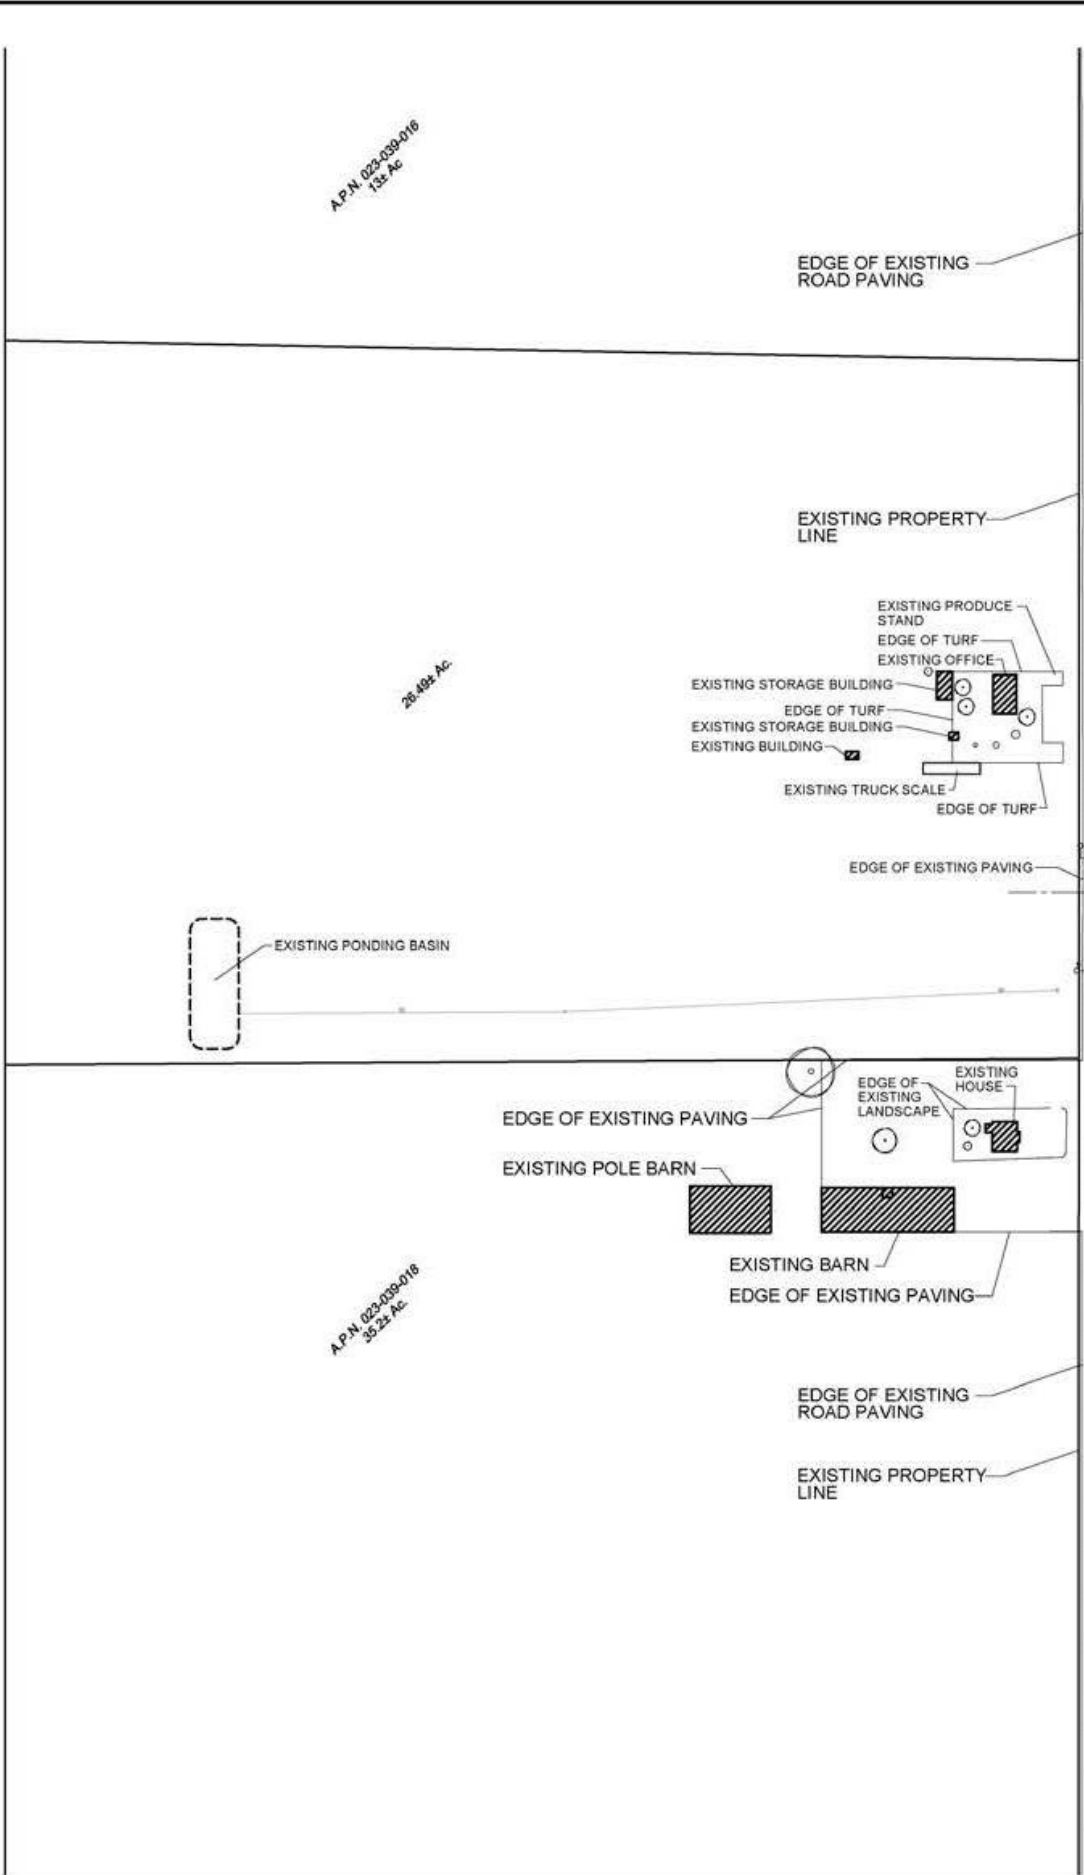 A.P.N. 023-039-016
13± Ac
EDGE OF EXISTING
ROAD PAVING
EXISTING PROPERTY
LINE
EXISTING PRODUCE
STAND
EDGE OF TURF
EXISTING OFFICE
26.49± Ac.
EXISTING STORAGE BUILDING
EDGE OF TURF
EXISTING STORAGE BUILDING
EXISTING BUILDING
EXISTING TRUCK SCALE
EDGE OF TURF
EDGE OF EXISTING PAVING
EXISTING PONDING BASIN
EXISTING
HOUSE
EDGE OF
EXISTING
LANDSCAPE
EDGE OF EXISTING PAVING
EXISTING POLE BARN
EXISTING BARN
EDGE OF EXISTING PAVING
A.P.N. 023-039-018
35.2± Ac.
EDGE OF EXISTING
ROAD PAVING
EXISTING PROPERTY
LINE